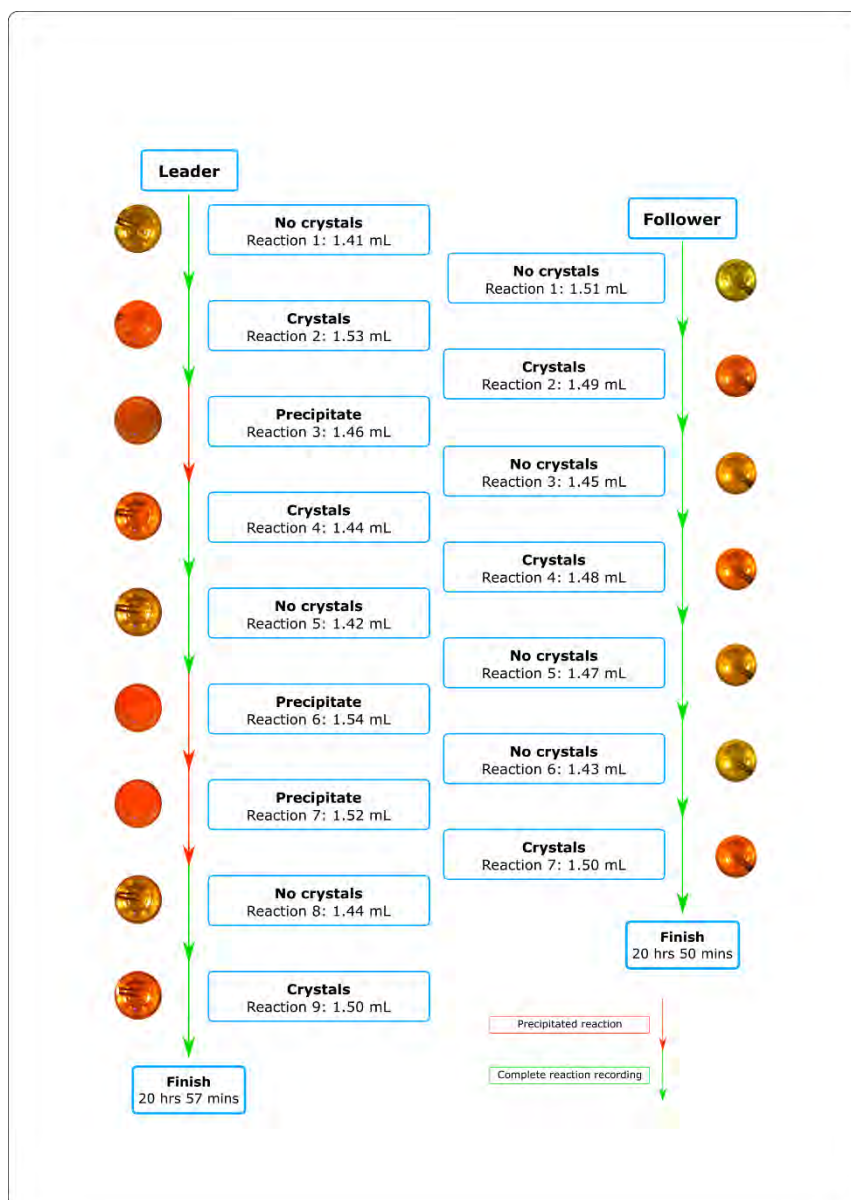 Leader
No crystals
Reaction 1: 1.41 mL
Crystals
Reaction 2: 1.53 mL
Precipitate
Reaction 3: 1.46 mL
Crystals
Reaction 4: 1.44 mL
No crystals
Reaction 5: 1.42 mL
Precipitate
Reaction 6: 1.54 mL
Precipitate
Reaction 7: 1.52 mL
No crystals
Reaction 8: 1.44 mL
Crystals
Reaction 9: 1.50 mL
Finish
20 hrs 57 mins
Follower
No crystals
Reaction 1: 1.51 mL
Crystals
Reaction 2: 1.49 mL
No crystals
Reaction 3: 1.45 mL
Crystals
Reaction 4: 1.48 mL
No crystals
Reaction 5: 1.47 mL
No crystals
Reaction 6: 1.43 mL
Crystals
Reaction 7: 1.50 mL
Finish
20 hrs 50 mins
Precipitated reaction
Complete reaction recording